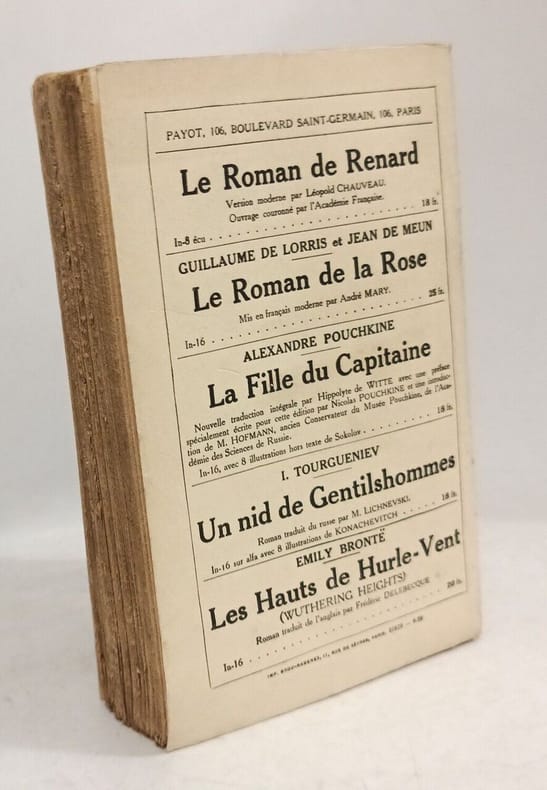 PAYOT, 106, BOULEVARD SAINT-GERMAIN, 106, PARIS
Le Roman de Renard
Version moderne par Léopold CHAUVEAU.
Ouvrage couronné par l'Académie Française.
In-8 écu . . . . . . . . . . . . . . . . 18 fr.
GUILLAUME DE LORRIS et JEAN DE MEUN
Le Roman de la Rose
Mis en français moderne par André MARY.
In-16 . . . . . . . . . . . . . . . . 25 fr.
ALEXANDRE POUCHKINE
La Fille du Capitaine
Nouvelle traduction intégrale par Hippolyte de WITTE avec une préface
spécialement écrite pour cette édition par Nicolas POUCHKINE et une introduc-
tion de M. HOFMANN, ancien Conservateur du Musée Pouchkine, de l'Aca-
démie des Sciences de Russie.
In-16, avec 8 illustrations hors texte de Sokolov . . . . . . . 18 fr.
I. TOURGUENIEV
Un nid de Gentilshommes
Roman traduit du russe par M. LICHNEVSKI.
In-16 sur alfa avec 8 illustrations de KONACHEVITCH . . . . . 18 fr.
EMILY BRONTË
Les Hauts de Hurle-Vent
(WUTHERING HEIGHTS)
Roman traduit de l'anglais par Frédéric DELEBECQUE
In-16 . . . . . . . . . . . . . . . . 20 fr.
RUE DE SÈVRES, PARIS.